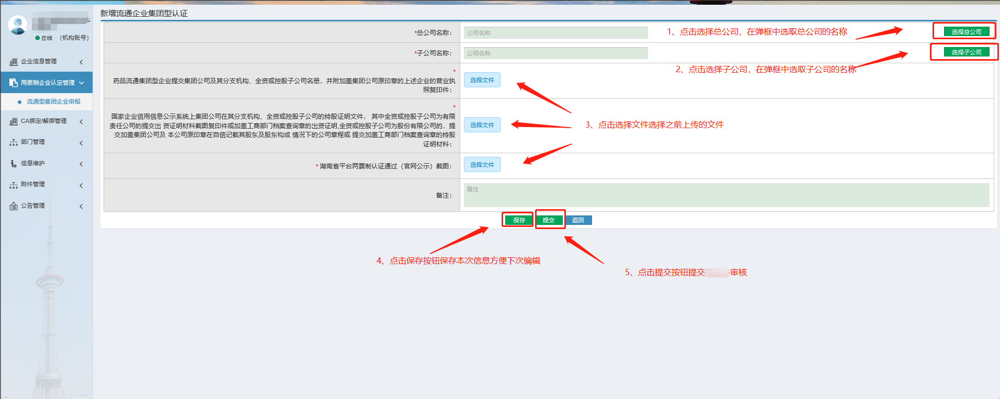 新增流通企业集团型认证
在线 (机构账号)
企业信息管理
两票制企业认定管理
流通型集团企业申报
CA绑定/解绑管理
部门管理
信息维护
附件管理
公告管理
*总公司名称：
公司名称
1、点击选择总公司，在弹框中选取总公司的名称
选择总公司
*子公司名称：
公司名称
选择子公司
2、点击选择子公司，在弹框中选取子公司的名称
*
药品流通集团型企业提交集团公司及其分支机构、全资或控股子公司名册，并附加盖集团公司原印章的上述企业的营业执
照复印件：
选择文件
*
国家企业信用信息公示系统上集团公司在其分支机构、全资或控股子公司的持股证明文件， 其中全资或控股子公司为有限
责任公司的提交出 资证明材料截图复印件或加盖工商部门档案查询章的出资证明,全资或控股子公司为股份有限公司的，提
交加盖集团公司及 本公司原印章在自信记载其股东及股东构成 情况下的公司章程或 提交加盖工商部门档案查询章的持股
证明材料：
选择文件
3、点击选择文件选择之前上传的文件
* 湖南省平台两票制认证通过（官网公示）截图：
选择文件
备注：
备注
保存
提交
返回
4、点击保存按钮保存本次信息方便下次编辑
5、点击提交按钮提交 审核